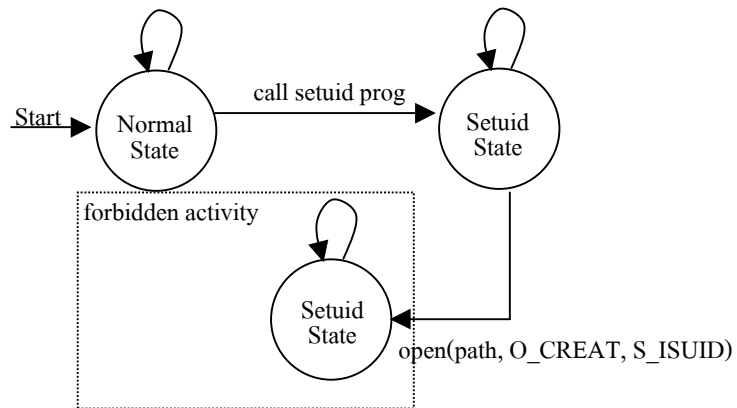 Start
Normal
State
call setuid prog
Setuid
State
forbidden activity
Setuid
State
open(path, O_CREAT, S_ISUID)